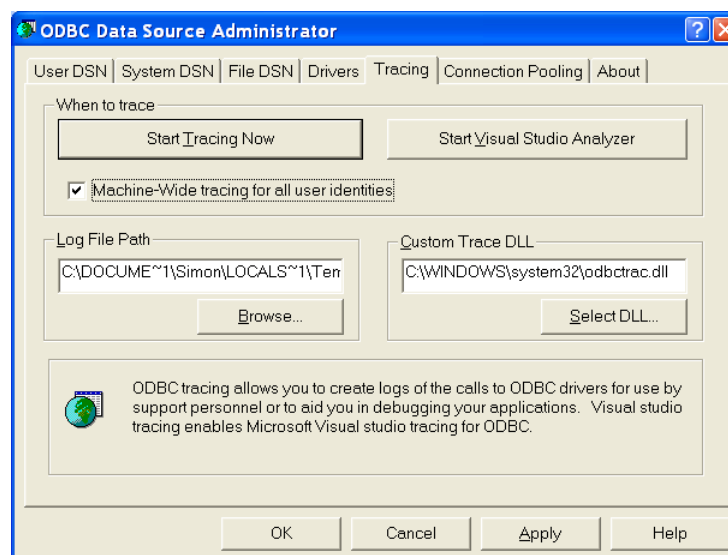 ODBC Data Source Administrator
User DSN System DSN File DSN Drivers Tracing Connection Pooling About
When to trace
Start Tracing Now Start Visual Studio Analyzer
Machine-Wide tracing for all user identities
Log File Path Custom Trace DLL
C:\DOCUME~1\Simon\LOCALS~1\Tem C:\WINDOWS\system32\odbctrac.dll
Browse... Select DLL...
ODBC tracing allows you to create logs of the calls to ODBC drivers for use by
support personnel or to aid you in debugging your applications. Visual studio
tracing enables Microsoft Visual studio tracing for ODBC.
OK Cancel Apply Help